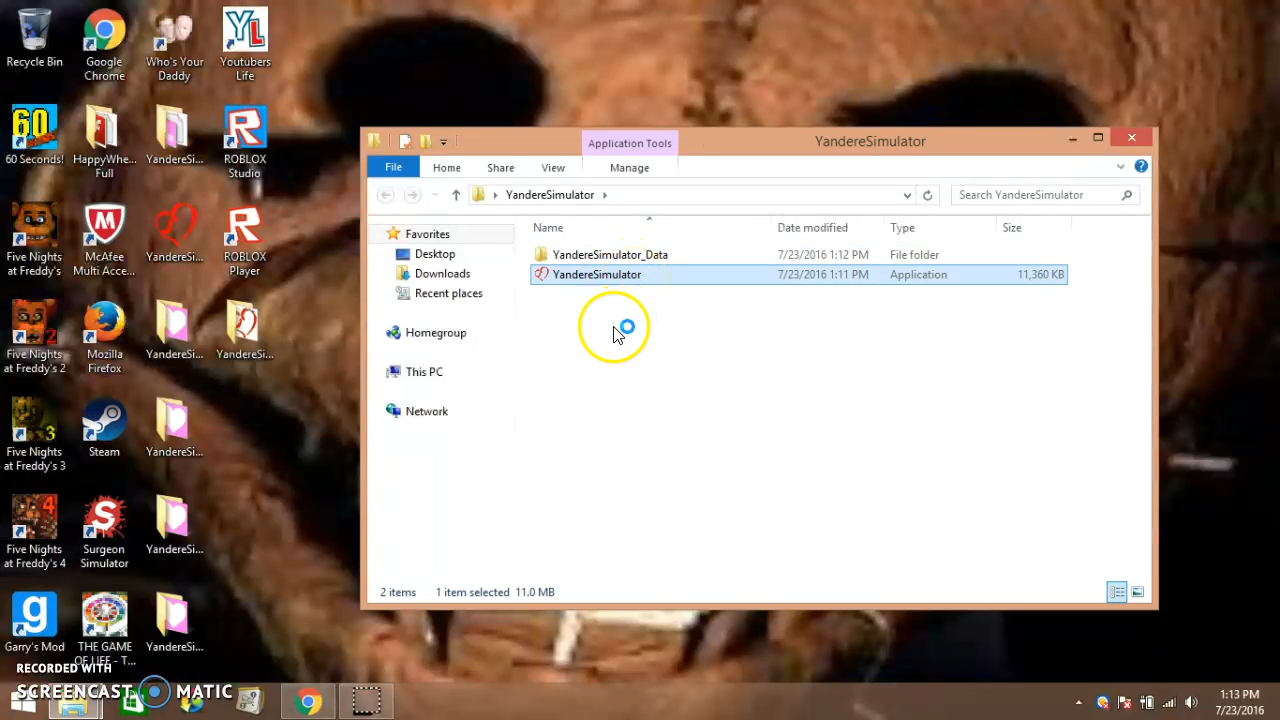 Recycle Bin
Google Chrome
Who's Your Daddy
Youtubers Life
60 Seconds!
HappyWhe... Full
YandereSi...
ROBLOX Studio
Five Nights at Freddy's
McAfee Multi Acce...
YandereSi...
ROBLOX Player
Five Nights at Freddy's 2
Mozilla Firefox
YandereSi...
YandereSi...
Five Nights at Freddy's 3
Steam
YandereSi...
Five Nights at Freddy's 4
Surgeon Simulator
YandereSi...
Garry's Mod
THE GAME OF LIFE - T...
YandereSi...
Application Tools
YandereSimulator
File Home Share View Manage
YandereSimulator
Search YandereSimulator
Name Date modified Type Size
YandereSimulator_Data 7/23/2016 1:12 PM File folder
YandereSimulator 7/23/2016 1:11 PM Application 11,360 KB
Favorites
Desktop
Downloads
Recent places
Homegroup
This PC
Network
2 items 1 item selected 11.0 MB
RECORDED WITH
SCREENCAST MATIC
1:13 PM
7/23/2016